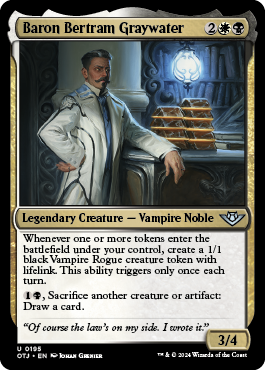 Baron Bertram Graywater 2
Legendary Creature — Vampire Noble
Whenever one or more tokens enter the
battlefield under your control, create a 1/1
black Vampire Rogue creature token with
lifelink. This ability triggers only once each
turn.
1, Sacrifice another creature or artifact:
Draw a card.
“Of course the law’s on my side. I wrote it.”
3/4
U 0195
OTJ • EN Johan Grenier
™ & © 2024 Wizards of the Coast